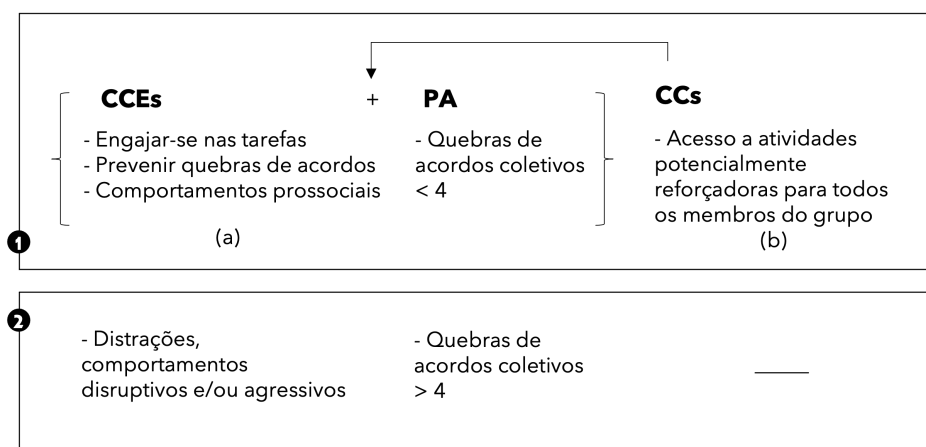 CCEs + PA CCs
- Engajar-se nas tarefas
- Prevenir quebras de acordos
- Comportamentos prossociais
(a)
- Quebras de
acordos coletivos
< 4
- Acesso a atividades
potencialmente
reforçadoras para todos
os membros do grupo
(b)
1
2
- Distrações,
comportamentos
disruptivos e/ou agressivos
- Quebras de
acordos coletivos
> 4